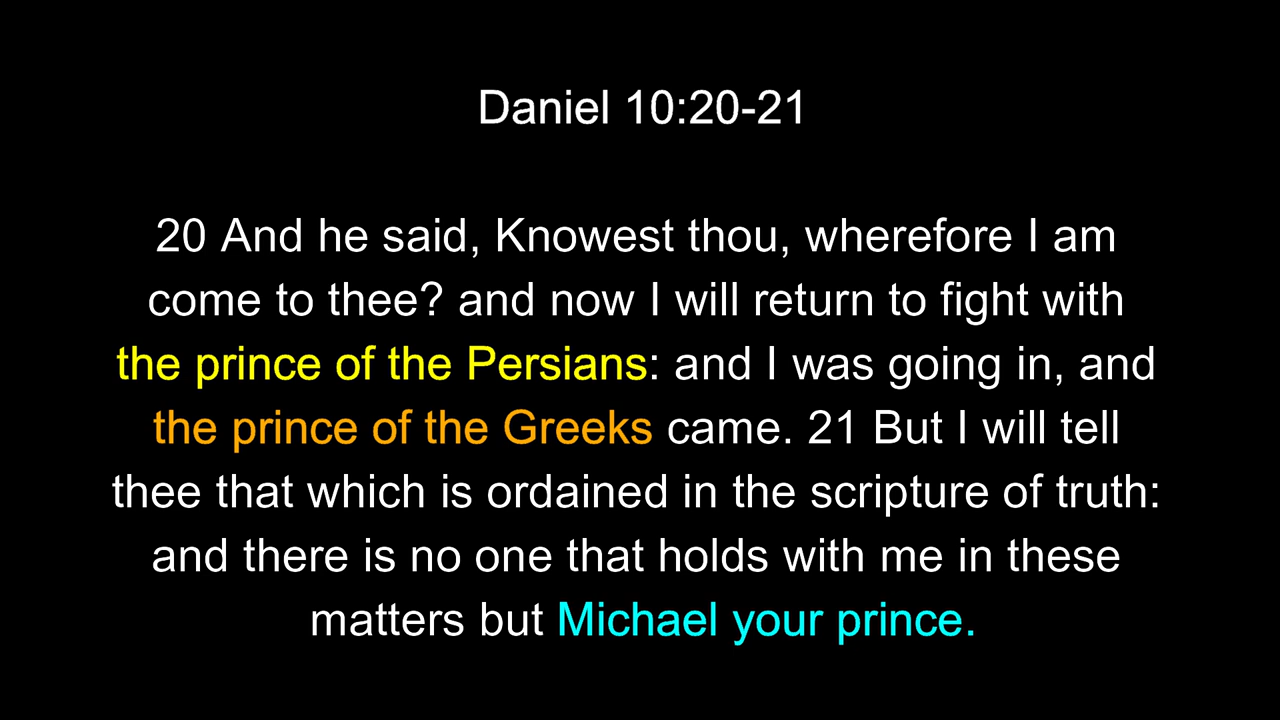 Daniel 10:20-21
20 And he said, Knowest thou, wherefore I am
come to thee? and now I will return to fight with
the prince of the Persians: and I was going in, and
the prince of the Greeks came. 21 But I will tell
thee that which is ordained in the scripture of truth:
and there is no one that holds with me in these
matters but Michael your prince.